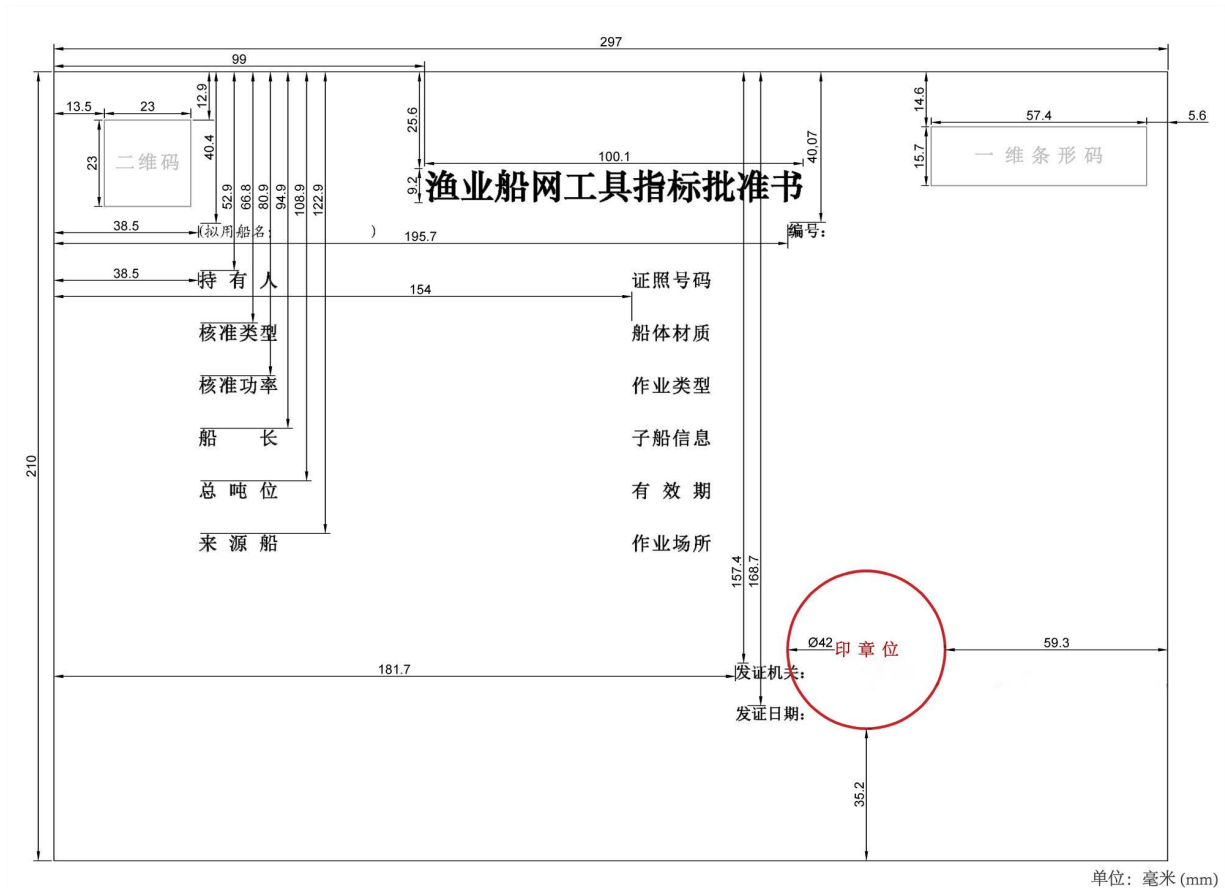 297
99
13.5 23 12.9 25.6 14.6 57.4 5.6
23 二维码 40.4 100.1 40,07 15.7 一维条形码
52.9 66.8 80.9 94.9 108.9 122.9 9.2 渔业船网工具指标批准书
38.5 (拟用船名: ) 195.7 编号:
38.5 持有人 证照号码
154
核准类型 船体材质
核准功率 作业类型
船长 子船信息
210
总吨位 有效期
来源船 作业场所
157.4 168.7
Ø42 印章位 59.3
181.7 发证机关:
发证日期:
35.2
单位: 毫米 (mm)